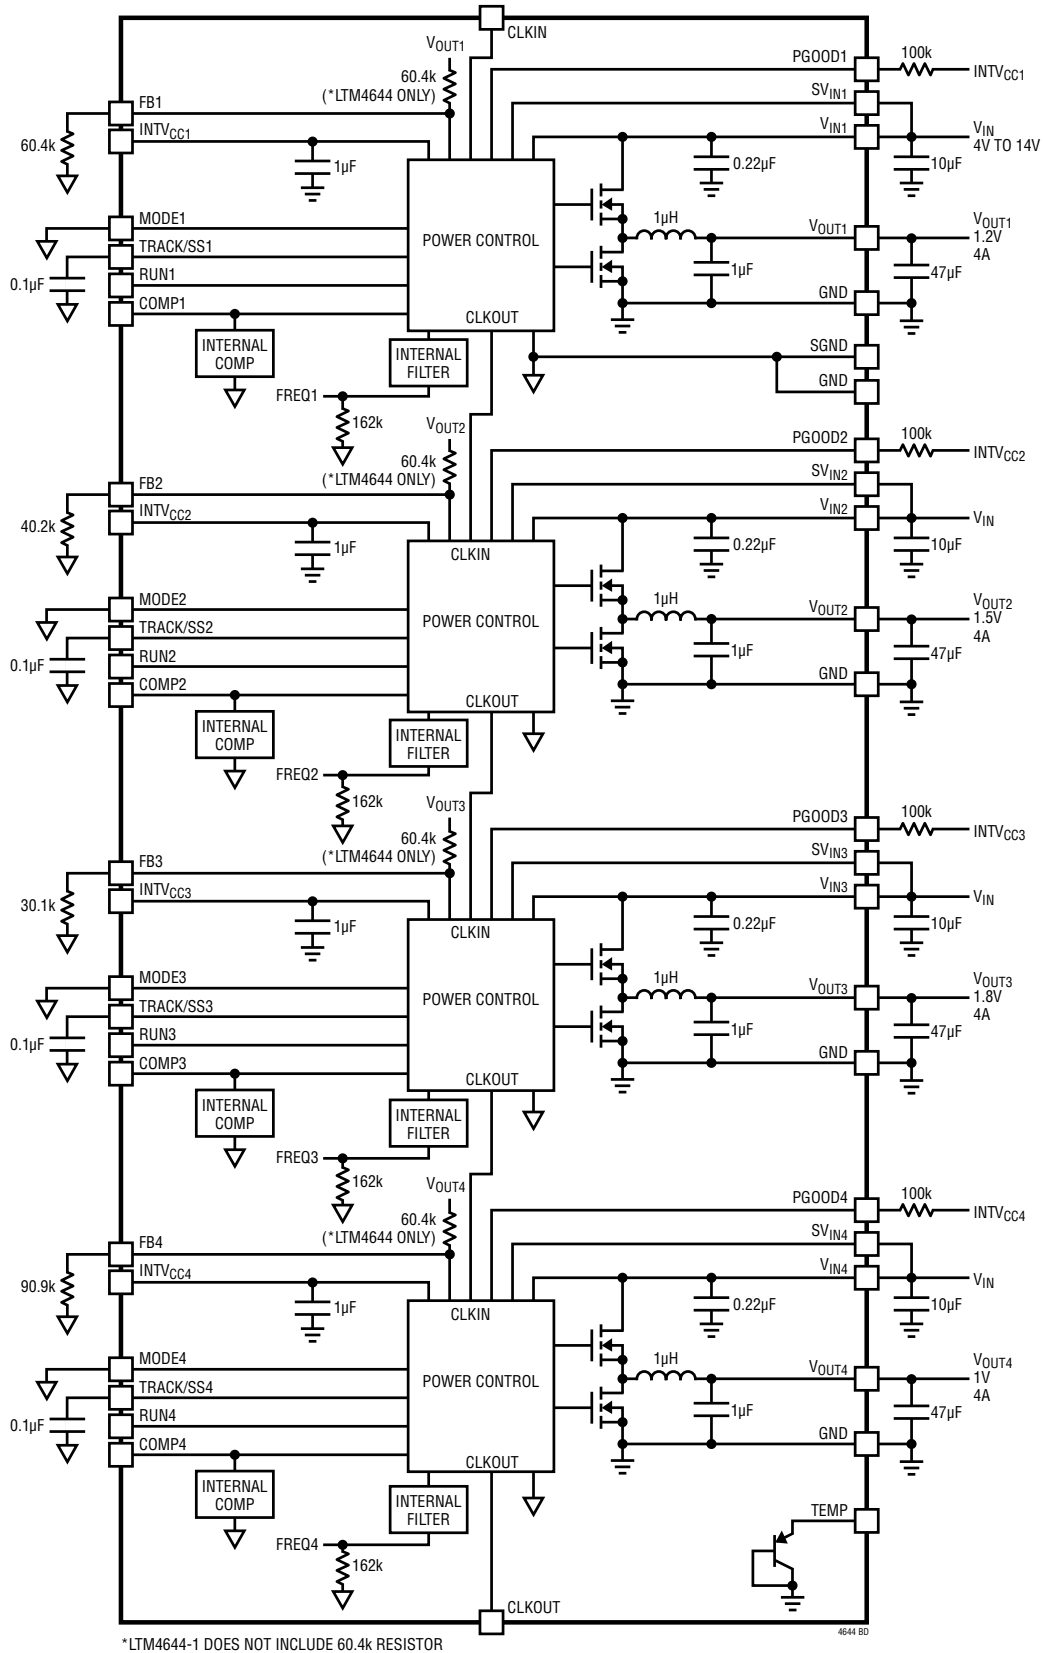 CLKIN
VOUT1
60.4k
(*LTM4644 ONLY)
PGOOD1
100k
INTVCC1
SVIN1
FB1
60.4k
INTVCC1
1µF
VIN1
VIN
4V TO 14V
0.22µF
10µF
MODE1
TRACK/SS1
0.1µF
RUN1
COMP1
POWER CONTROL
CLKOUT
1µH
VOUT1
VOUT1
1.2V
4A
1µF
47µF
GND
INTERNAL
COMP
INTERNAL
FILTER
SGND
GND
FREQ1
162k
VOUT2
60.4k
(*LTM4644 ONLY)
PGOOD2
100k
INTVCC2
SVIN2
FB2
40.2k
INTVCC2
1µF
VIN2
VIN
0.22µF
10µF
CLKIN
MODE2
TRACK/SS2
0.1µF
RUN2
COMP2
POWER CONTROL
CLKOUT
1µH
VOUT2
VOUT2
1.5V
4A
1µF
47µF
GND
INTERNAL
COMP
INTERNAL
FILTER
FREQ2
162k
VOUT3
60.4k
(*LTM4644 ONLY)
PGOOD3
100k
INTVCC3
SVIN3
FB3
30.1k
INTVCC3
1µF
VIN3
VIN
0.22µF
10µF
CLKIN
MODE3
TRACK/SS3
0.1µF
RUN3
COMP3
POWER CONTROL
CLKOUT
1µH
VOUT3
VOUT3
1.8V
4A
1µF
47µF
GND
INTERNAL
COMP
INTERNAL
FILTER
FREQ3
162k
VOUT4
60.4k
(*LTM4644 ONLY)
PGOOD4
100k
INTVCC4
SVIN4
FB4
90.9k
INTVCC4
1µF
VIN4
VIN
0.22µF
10µF
CLKIN
MODE4
TRACK/SS4
0.1µF
RUN4
COMP4
POWER CONTROL
CLKOUT
1µH
VOUT4
VOUT4
1V
4A
1µF
47µF
GND
INTERNAL
COMP
INTERNAL
FILTER
FREQ4
162k
TEMP
CLKOUT
4644 BD
*LTM4644-1 DOES NOT INCLUDE 60.4k RESISTOR